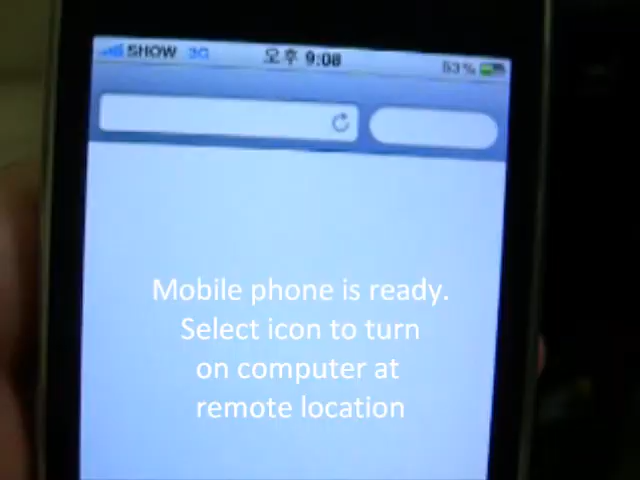 SHOW 3G 오후 9:08 53%
Mobile phone is ready.
Select icon to turn
on computer at
remote location